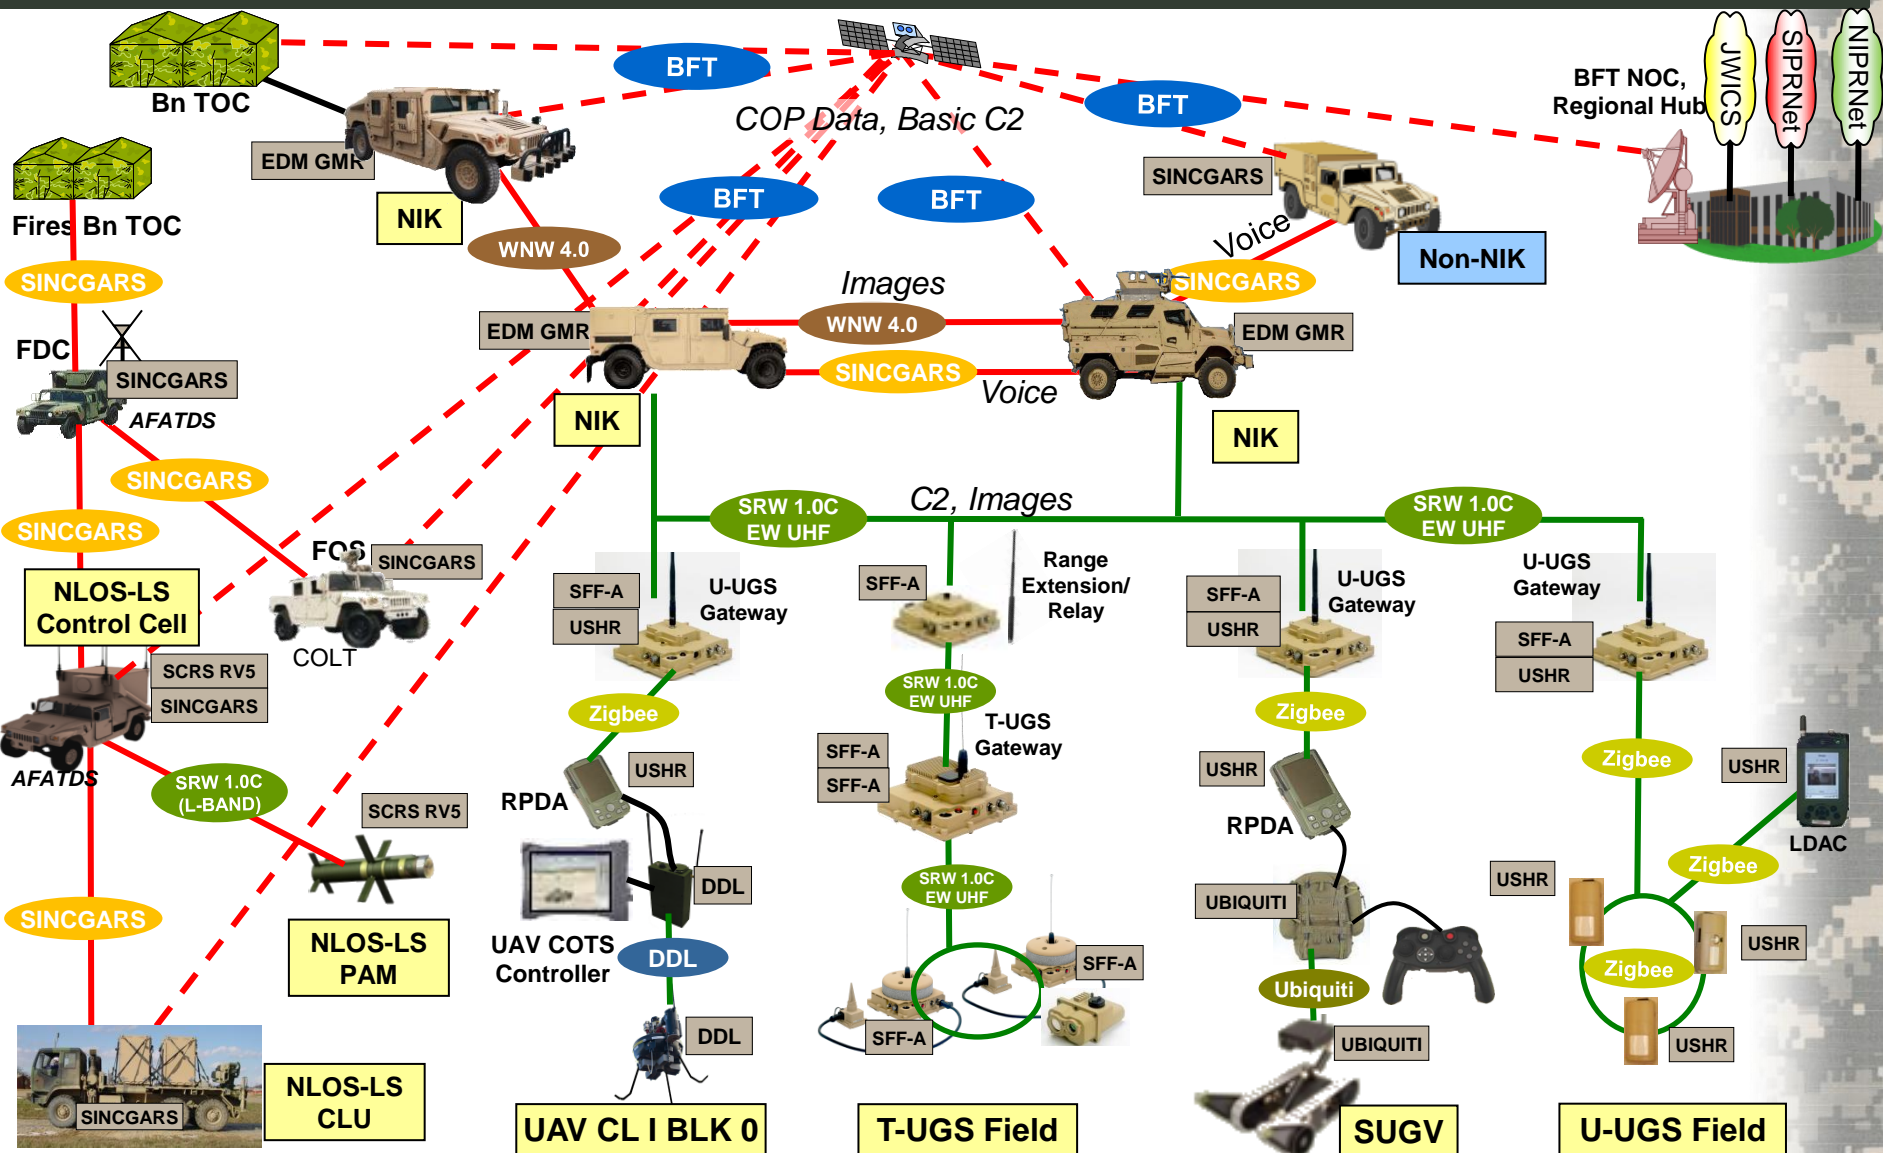 JWICS
SIPRNet
NIPRNet
BFT
BFT NOC,
Regional Hub
BFT
Bn TOC
COP Data, Basic C2
EDM GMR
SINCGARS
NIK
BFT
BFT
Fires Bn TOC
Voice
WNW 4.0
Non-NIK
SINCGARS
SINCGARS
Images
EDM GMR
WNW 4.0
EDM GMR
FDC
SINCGARS
SINCGARS
Voice
AFATDS
NIK
NIK
SINCGARS
C2, Images
SRW 1.0C
EW UHF
SRW 1.0C
EW UHF
SINCGARS
FOS
SINCGARS
NLOS-LS
Control Cell
COLT
SFF-A
USHR
U-UGS
Gateway
SFF-A
Range
Extension/
Relay
SFF-A
USHR
U-UGS
Gateway
U-UGS
Gateway
SFF-A
USHR
SCRS RV5
SINCGARS
AFATDS
Zigbee
SRW 1.0C
EW UHF
Zigbee
T-UGS
Gateway
Zigbee
SRW 1.0C
(L-BAND)
SCRS RV5
USHR
RPDA
SFF-A
SFF-A
USHR
RPDA
USHR
LDAC
Zigbee
SINCGARS
DDL
SRW 1.0C
EW UHF
UBIQUITI
USHR
USHR
NLOS-LS
PAM
UAV COTS
Controller
DDL
SFF-A
Zigbee
Ubiquiti
DDL
SFF-A
UBIQUITI
USHR
SINCGARS
NLOS-LS
CLU
UAV CL I BLK 0
T-UGS Field
SUGV
U-UGS Field